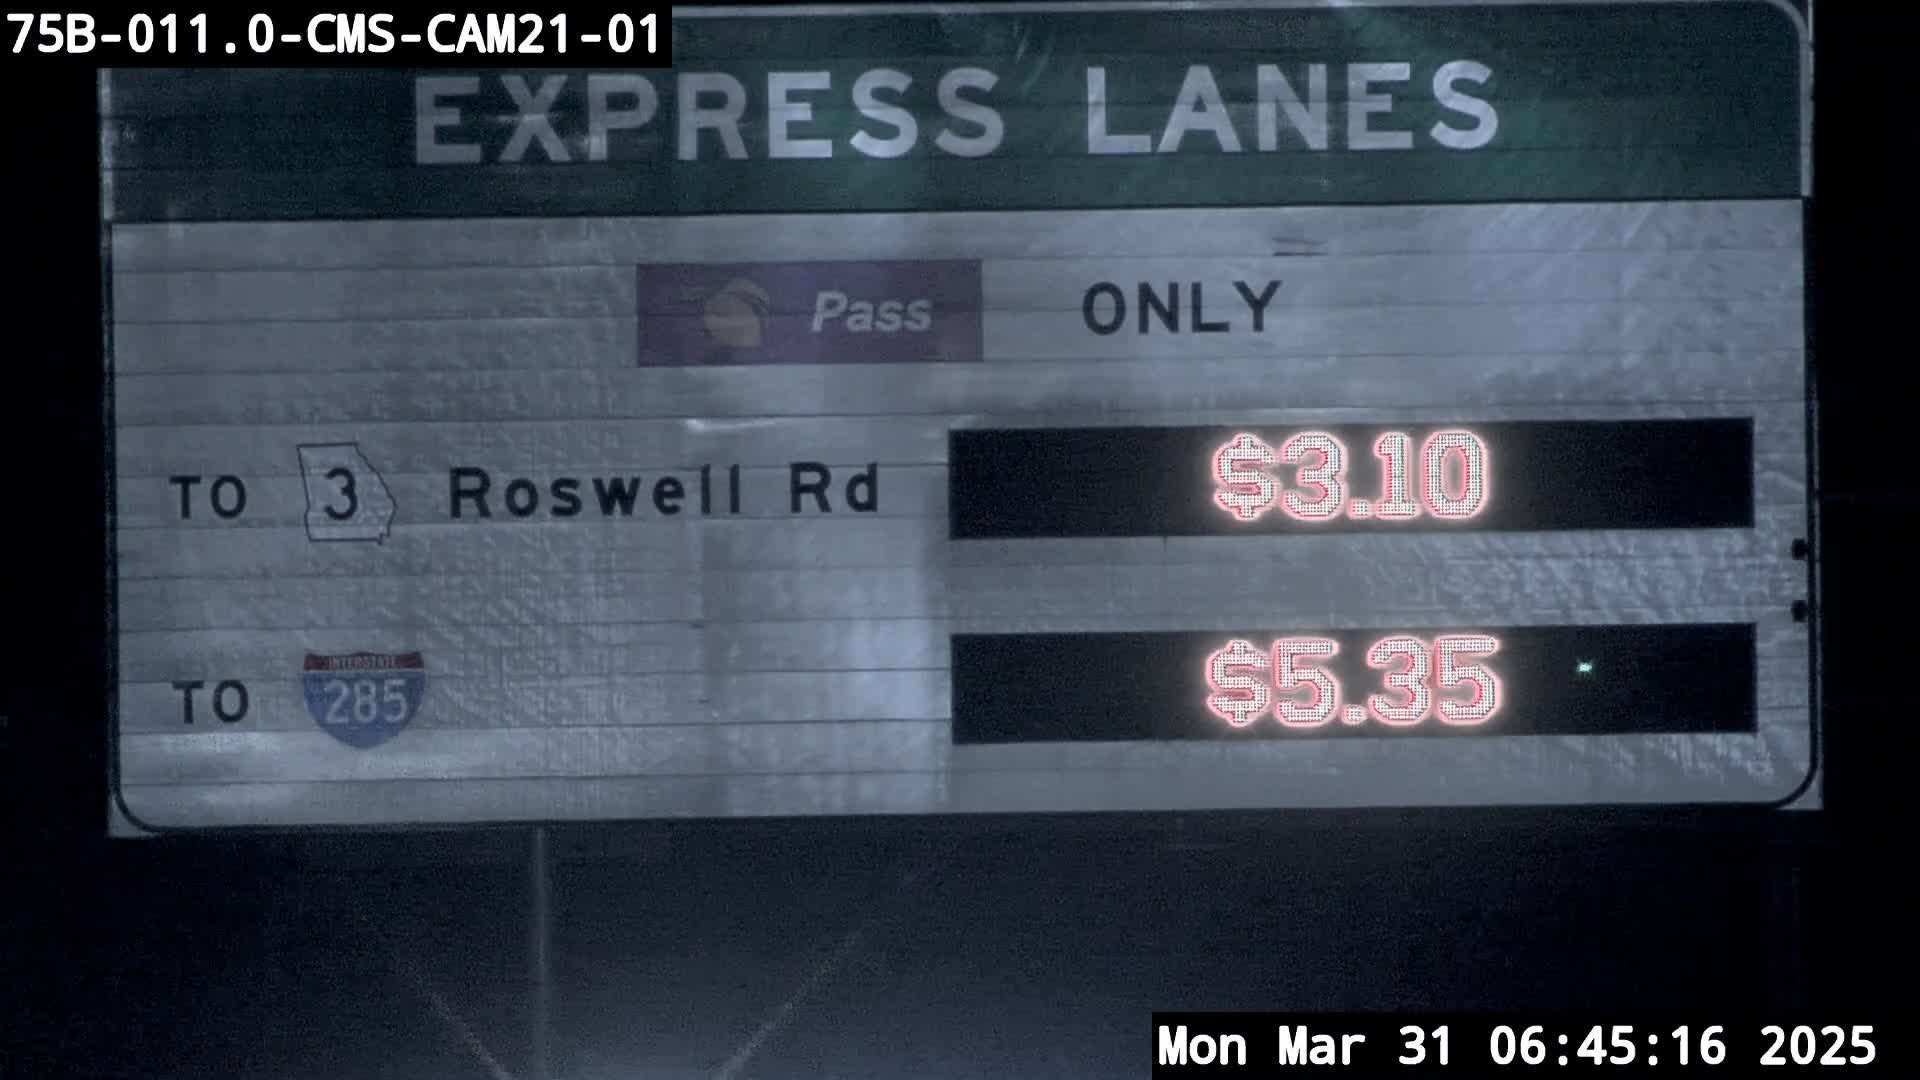 75B-011.0-CMS-CAM21-01
EXPRESS LANES
Pass ONLY
TO 3 Roswell Rd $3.10
INTERSTATE
TO 285 $5.35
Mon Mar 31 06:45:16 2025